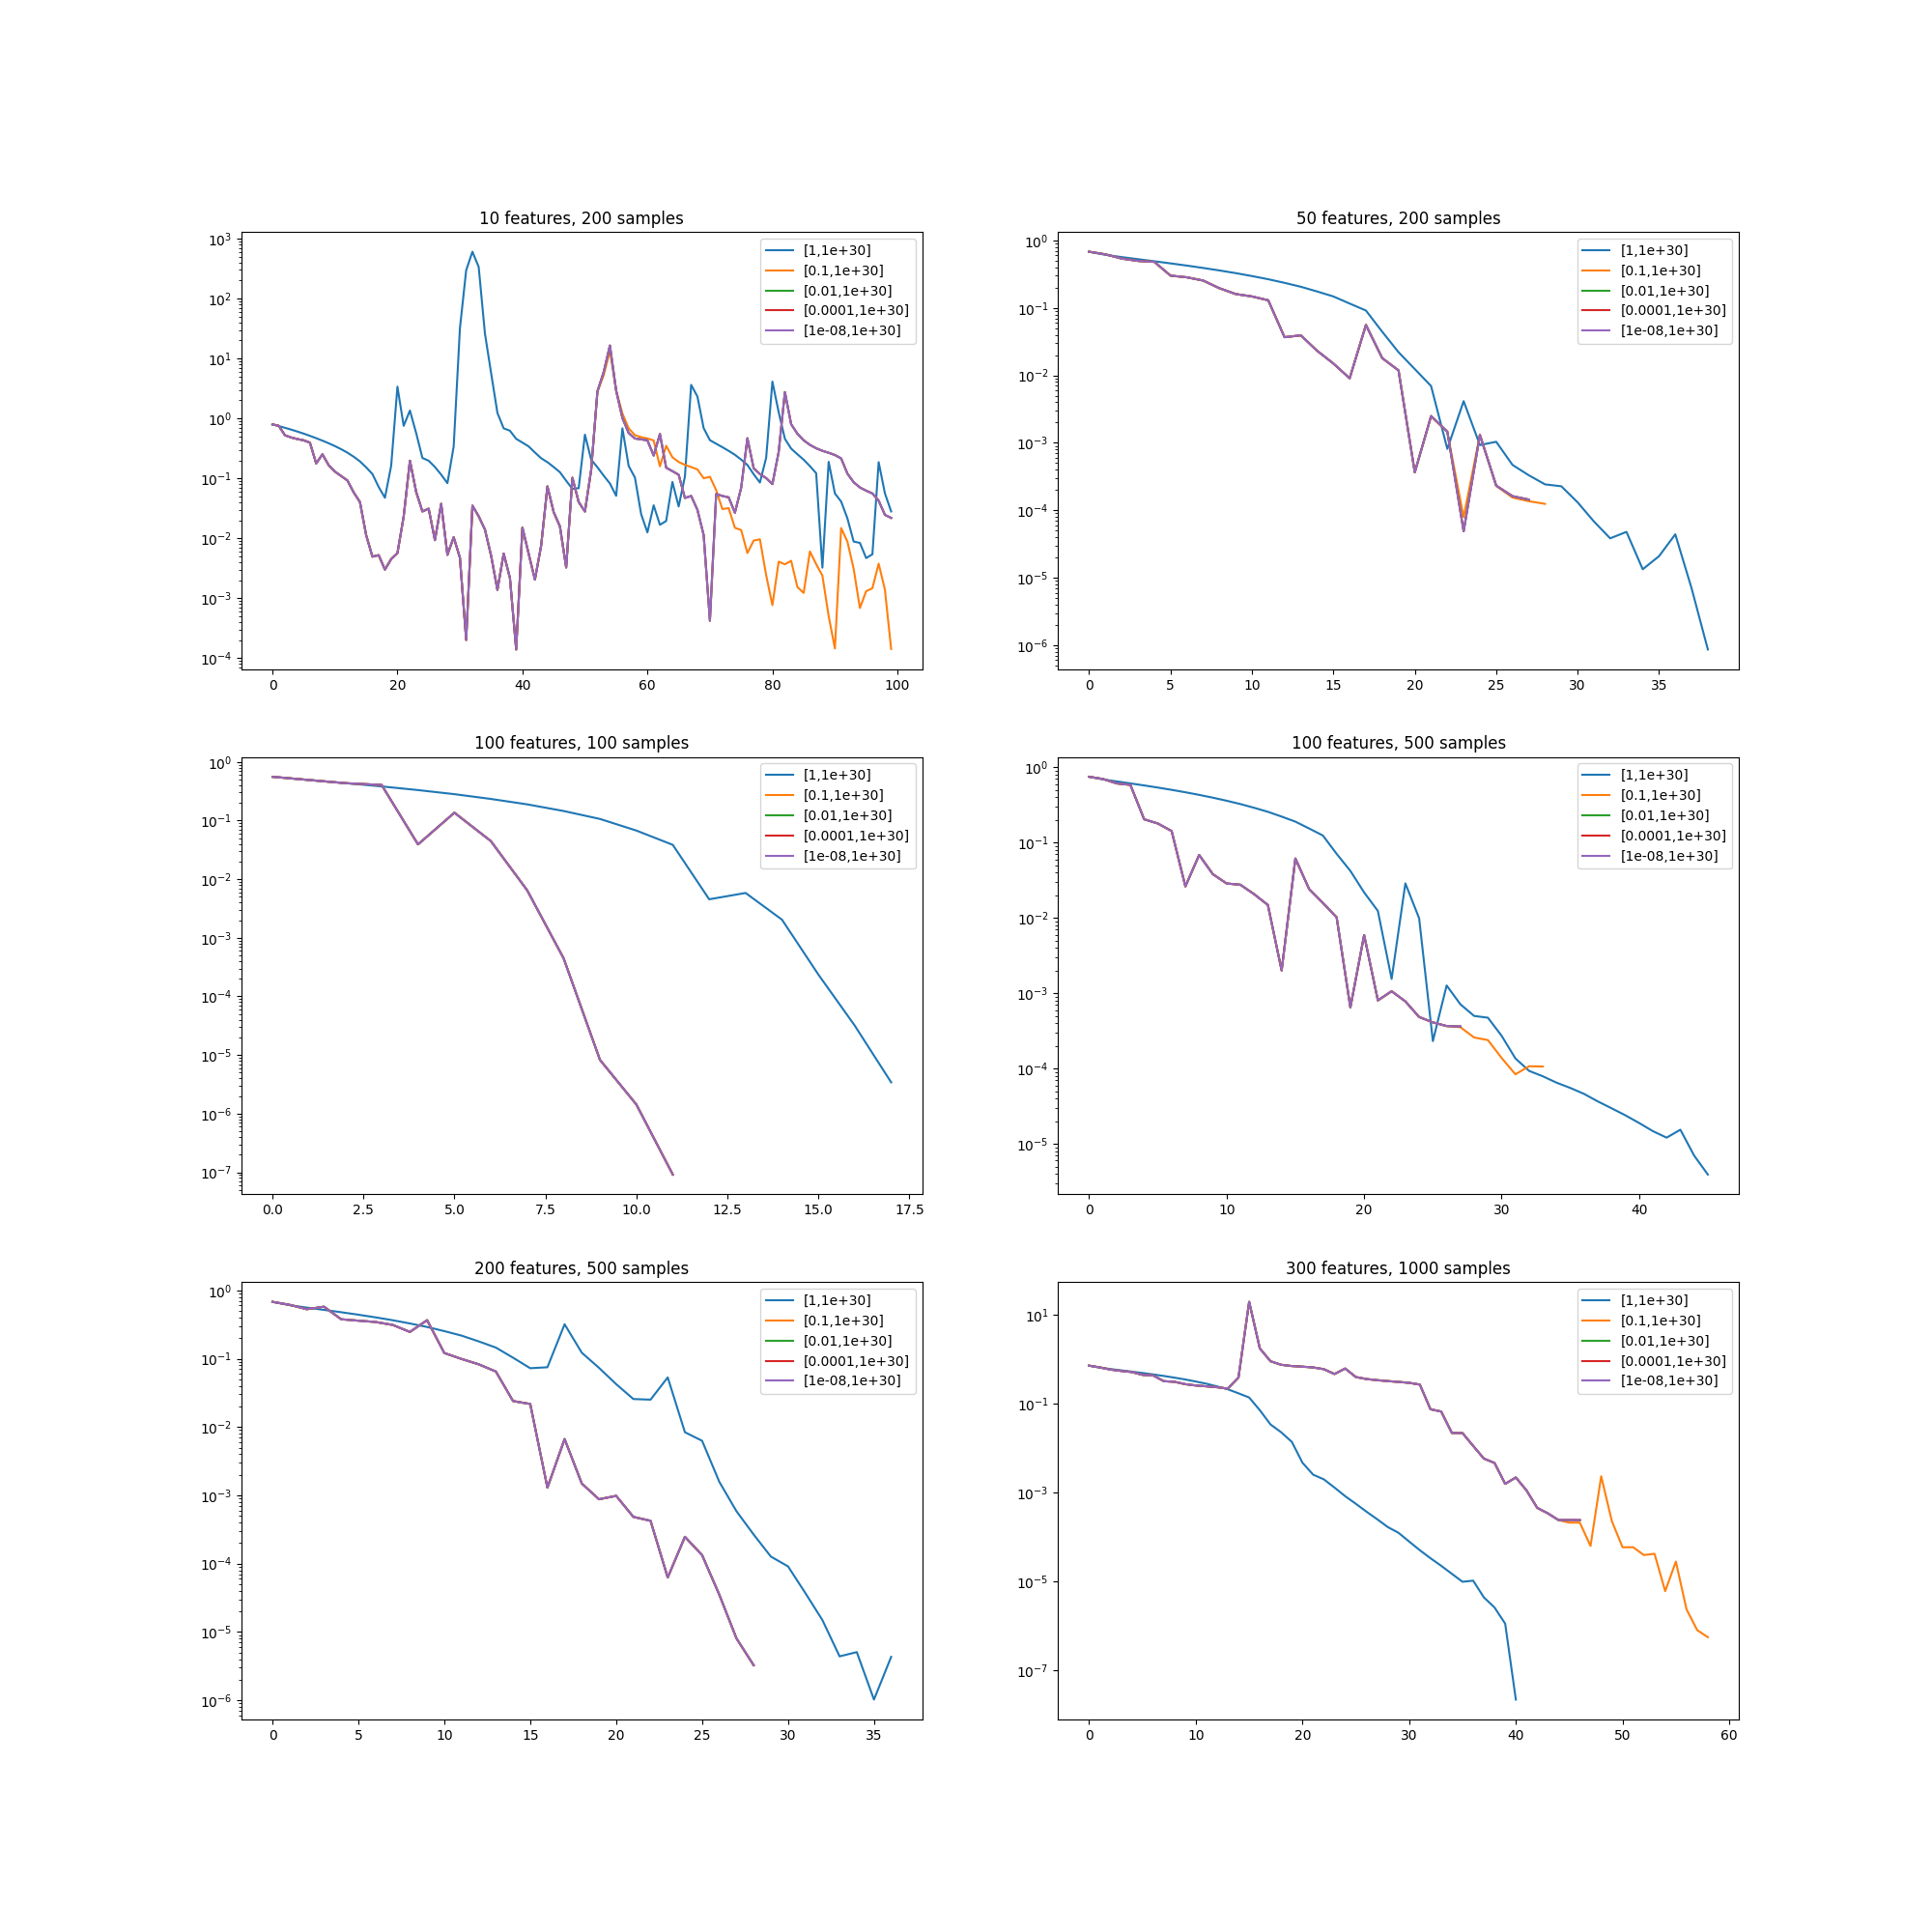 10 features, 200 samples
10³
10²
10¹
10⁰
10⁻¹
10⁻²
10⁻³
10⁻⁴
0 20 40 60 80 100
[1,1e+30]
[0.1,1e+30]
[0.01,1e+30]
[0.0001,1e+30]
[1e-08,1e+30]
50 features, 200 samples
10⁰
10⁻¹
10⁻²
10⁻³
10⁻⁴
10⁻⁵
10⁻⁶
0 5 10 15 20 25 30 35
[1,1e+30]
[0.1,1e+30]
[0.01,1e+30]
[0.0001,1e+30]
[1e-08,1e+30]
100 features, 100 samples
10⁰
10⁻¹
10⁻²
10⁻³
10⁻⁴
10⁻⁵
10⁻⁶
10⁻⁷
0.0 2.5 5.0 7.5 10.0 12.5 15.0 17.5
[1,1e+30]
[0.1,1e+30]
[0.01,1e+30]
[0.0001,1e+30]
[1e-08,1e+30]
100 features, 500 samples
10⁰
10⁻¹
10⁻²
10⁻³
10⁻⁴
10⁻⁵
0 10 20 30 40
[1,1e+30]
[0.1,1e+30]
[0.01,1e+30]
[0.0001,1e+30]
[1e-08,1e+30]
200 features, 500 samples
10⁰
10⁻¹
10⁻²
10⁻³
10⁻⁴
10⁻⁵
10⁻⁶
0 5 10 15 20 25 30 35
[1,1e+30]
[0.1,1e+30]
[0.01,1e+30]
[0.0001,1e+30]
[1e-08,1e+30]
300 features, 1000 samples
10¹
10⁻¹
10⁻³
10⁻⁵
10⁻⁷
0 10 20 30 40 50 60
[1,1e+30]
[0.1,1e+30]
[0.01,1e+30]
[0.0001,1e+30]
[1e-08,1e+30]